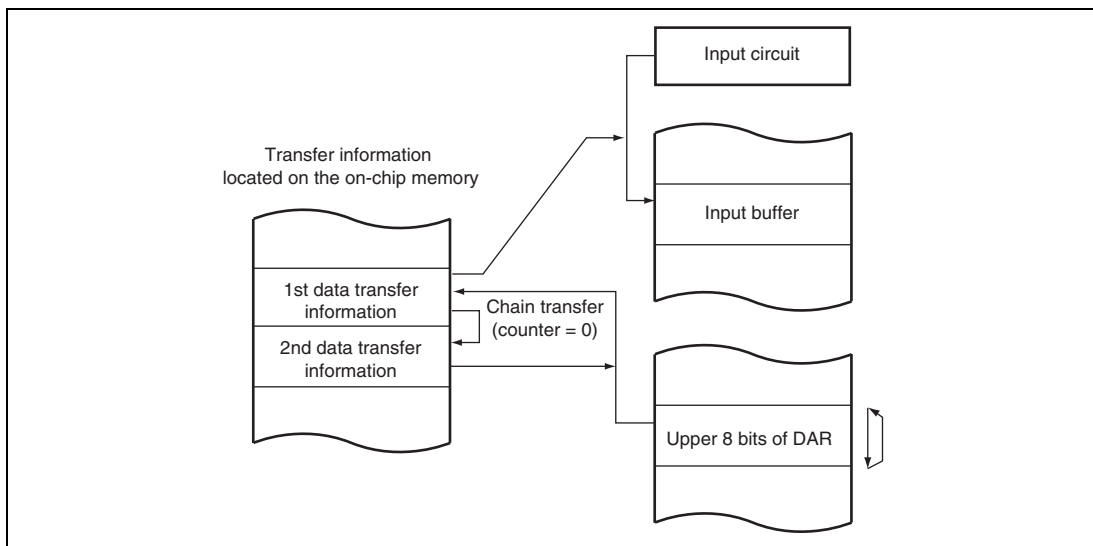 Input circuit
Transfer information
located on the on-chip memory
Input buffer
1st data transfer
information
Chain transfer
(counter = 0)
2nd data transfer
information
Upper 8 bits of DAR